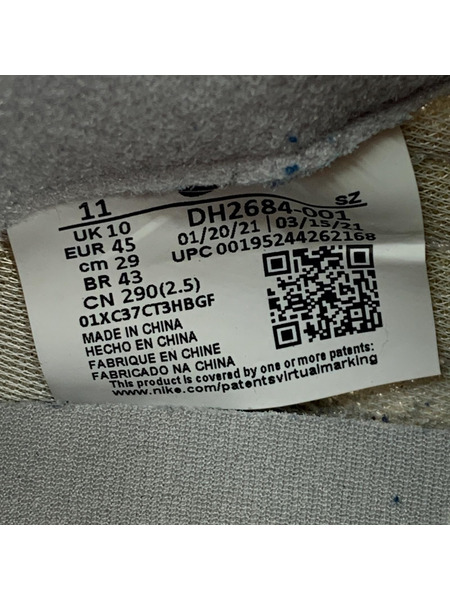 11
UK 10
EUR 45
cm 29
BR 43
CN 290(2.5)
01XC37CT3HBGF
MADE IN CHINA
HECHO EN CHINA
FABRIQUE EN CHINE
FABRICADO NA CHINA
SZ
DH2684-001
01/20/21 | 03/15/21
UPC 00195244262168
This product is covered by one or more patents:
www.nike.com/patentsvirtualmarking